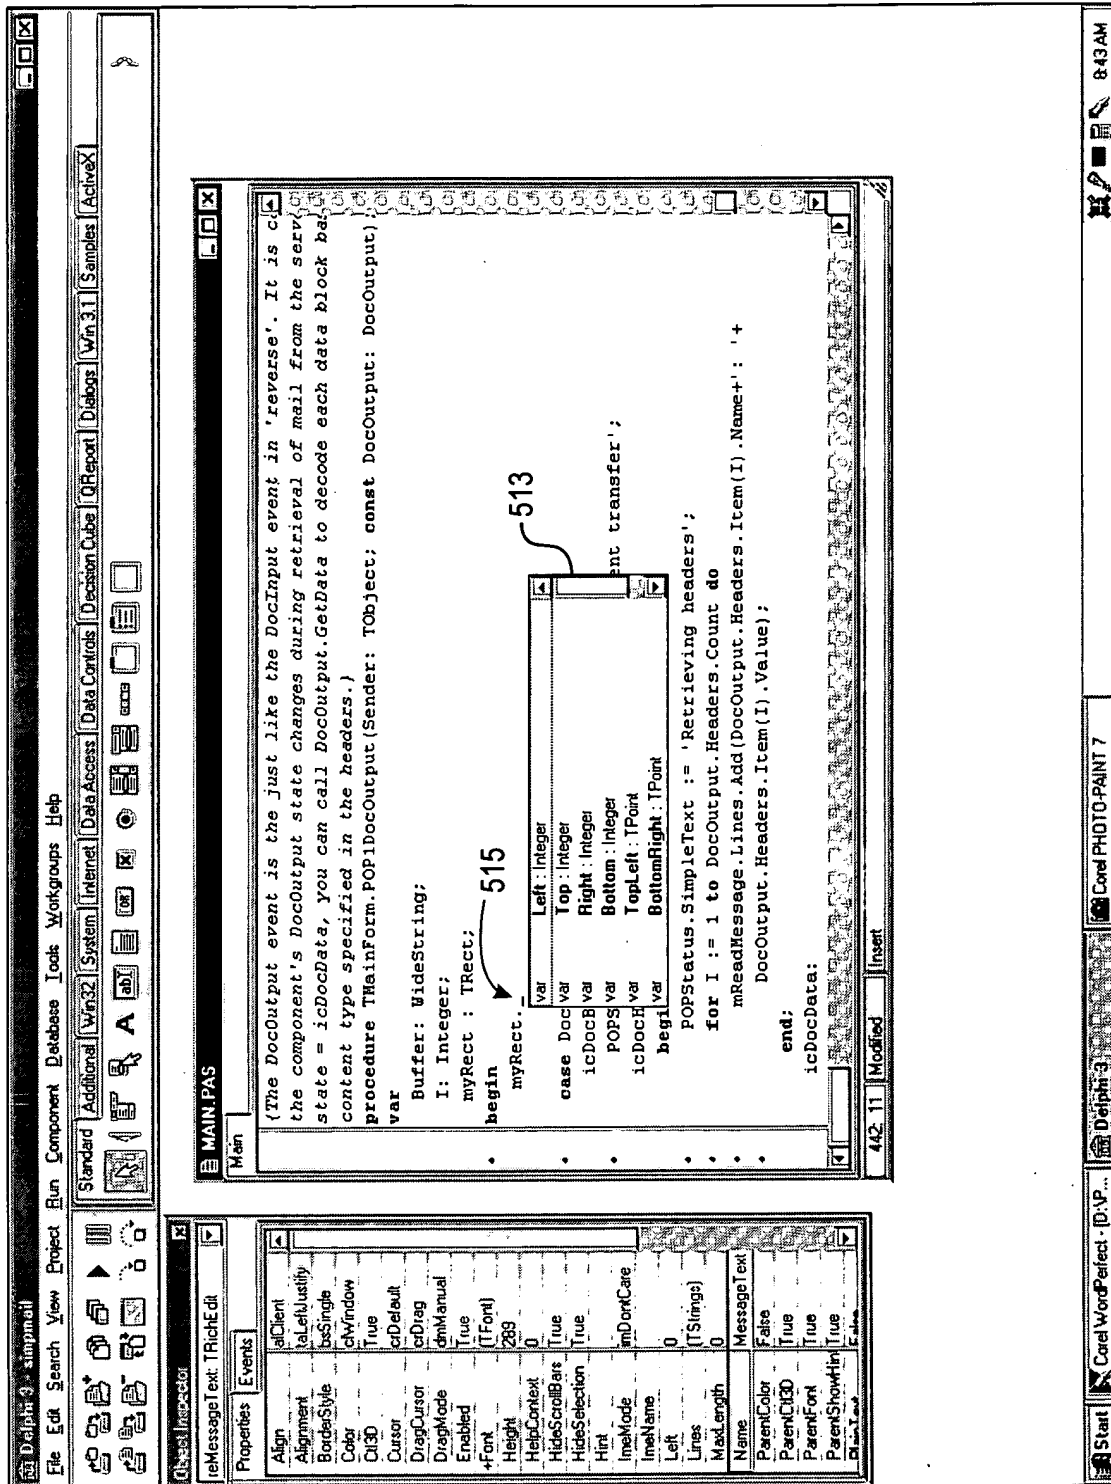 Delphi 3 - simpmail
File Edit Search View Project Run Component Database Tools Workgroups Help
Standard Additional Win32 System Internet Data Access Data Controls Decision Cube QReport Dialogs Win 3.1 Samples ActiveX
Object Inspector
reMessageText: TRichEdit
Properties Events
Align alClient
Alignment taLeftJustify
BorderStyle bsSingle
Color clWindow
Ctl3D True
Cursor crDefault
DragCursor crDrag
DragMode dmManual
Enabled True
+Font (TFont)
Height 289
HelpContext 0
HideScrollBars True
HideSelection True
Hint
ImeMode imDontCare
ImeName
Left 0
Lines (TStrings)
MaxLength 0
Name MessageText
ParentColor False
ParentCtl3D True
ParentFont True
ParentShowHint True
PlainText False
MAIN.PAS
Main
{The DocOutput event is the just like the DocInput event in 'reverse'. It is c
the component's DocOutput state changes during retrieval of mail from the serv
state = icDocData, you can call DocOutput.GetData to decode each data block ba
content type specified in the headers.}
procedure TMainForm.POP1DocOutput(Sender: TObject; const DocOutput: DocOutput)
var
Buffer: WideString;
I: Integer;
myRect : TRect;
begin
myRect._
515
case Doc
icDocB
POPS
ent transfer';
icDocH
begi
var Left : Integer
var Top : Integer
var Right : Integer
var Bottom : Integer
var TopLeft : TPoint
var BottomRight : TPoint
513
POPStatus.SimpleText := 'Retrieving headers';
for I := 1 to DocOutput.Headers.Count do
mReadMessage.Lines.Add(DocOutput.Headers.Item(I).Name+': '+
DocOutput.Headers.Item(I).Value);
end;
icDocData:
442: 11 Modified Insert
Start Corel WordPerfect - [D:\P... Delphi 3 Corel PHOTO-PAINT 7 8:43 AM